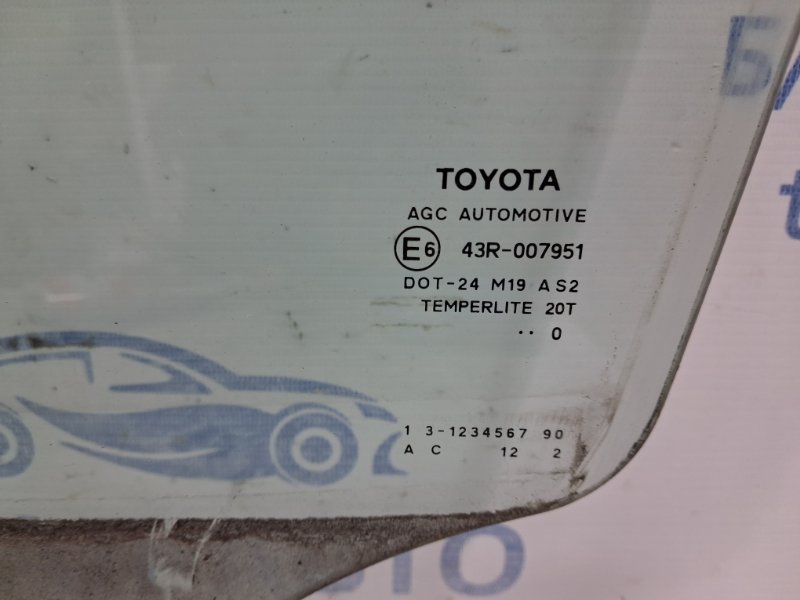 TOYOTA
AGC AUTOMOTIVE
E6 43R-007951
DOT-24 M19 AS2
TEMPERLITE 20T
·· 0
1 3-1234567 90
A C 12 2